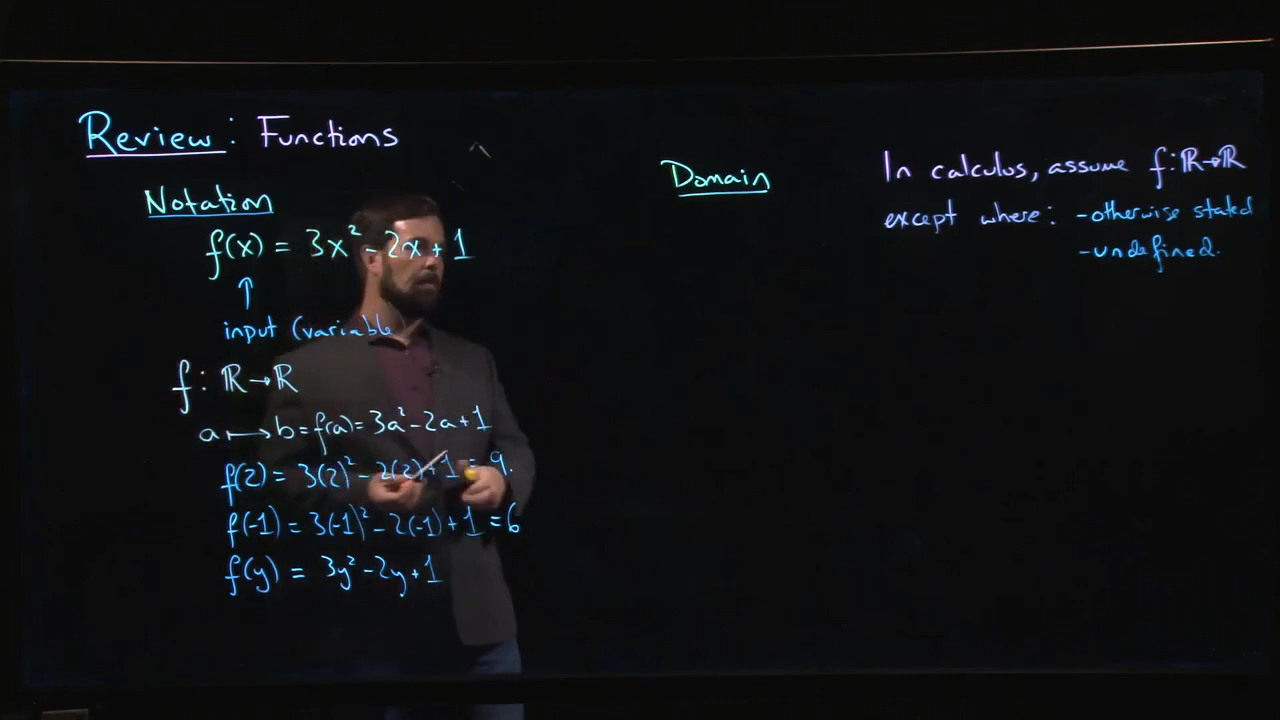 Review: Functions
Notation
f(x) = 3x² - 2x + 1
↑
input (variable)
f: ℝ→ℝ
a ↦ b = f(a) = 3a² - 2a + 1
f(2) = 3(2)² - 2(2) + 1 = 9.
f(-1) = 3(-1)² - 2(-1) + 1 = 6
f(y) = 3y² - 2y + 1
Domain
In calculus, assume f: ℝ→ℝ
except where: - otherwise stated
- undefined.